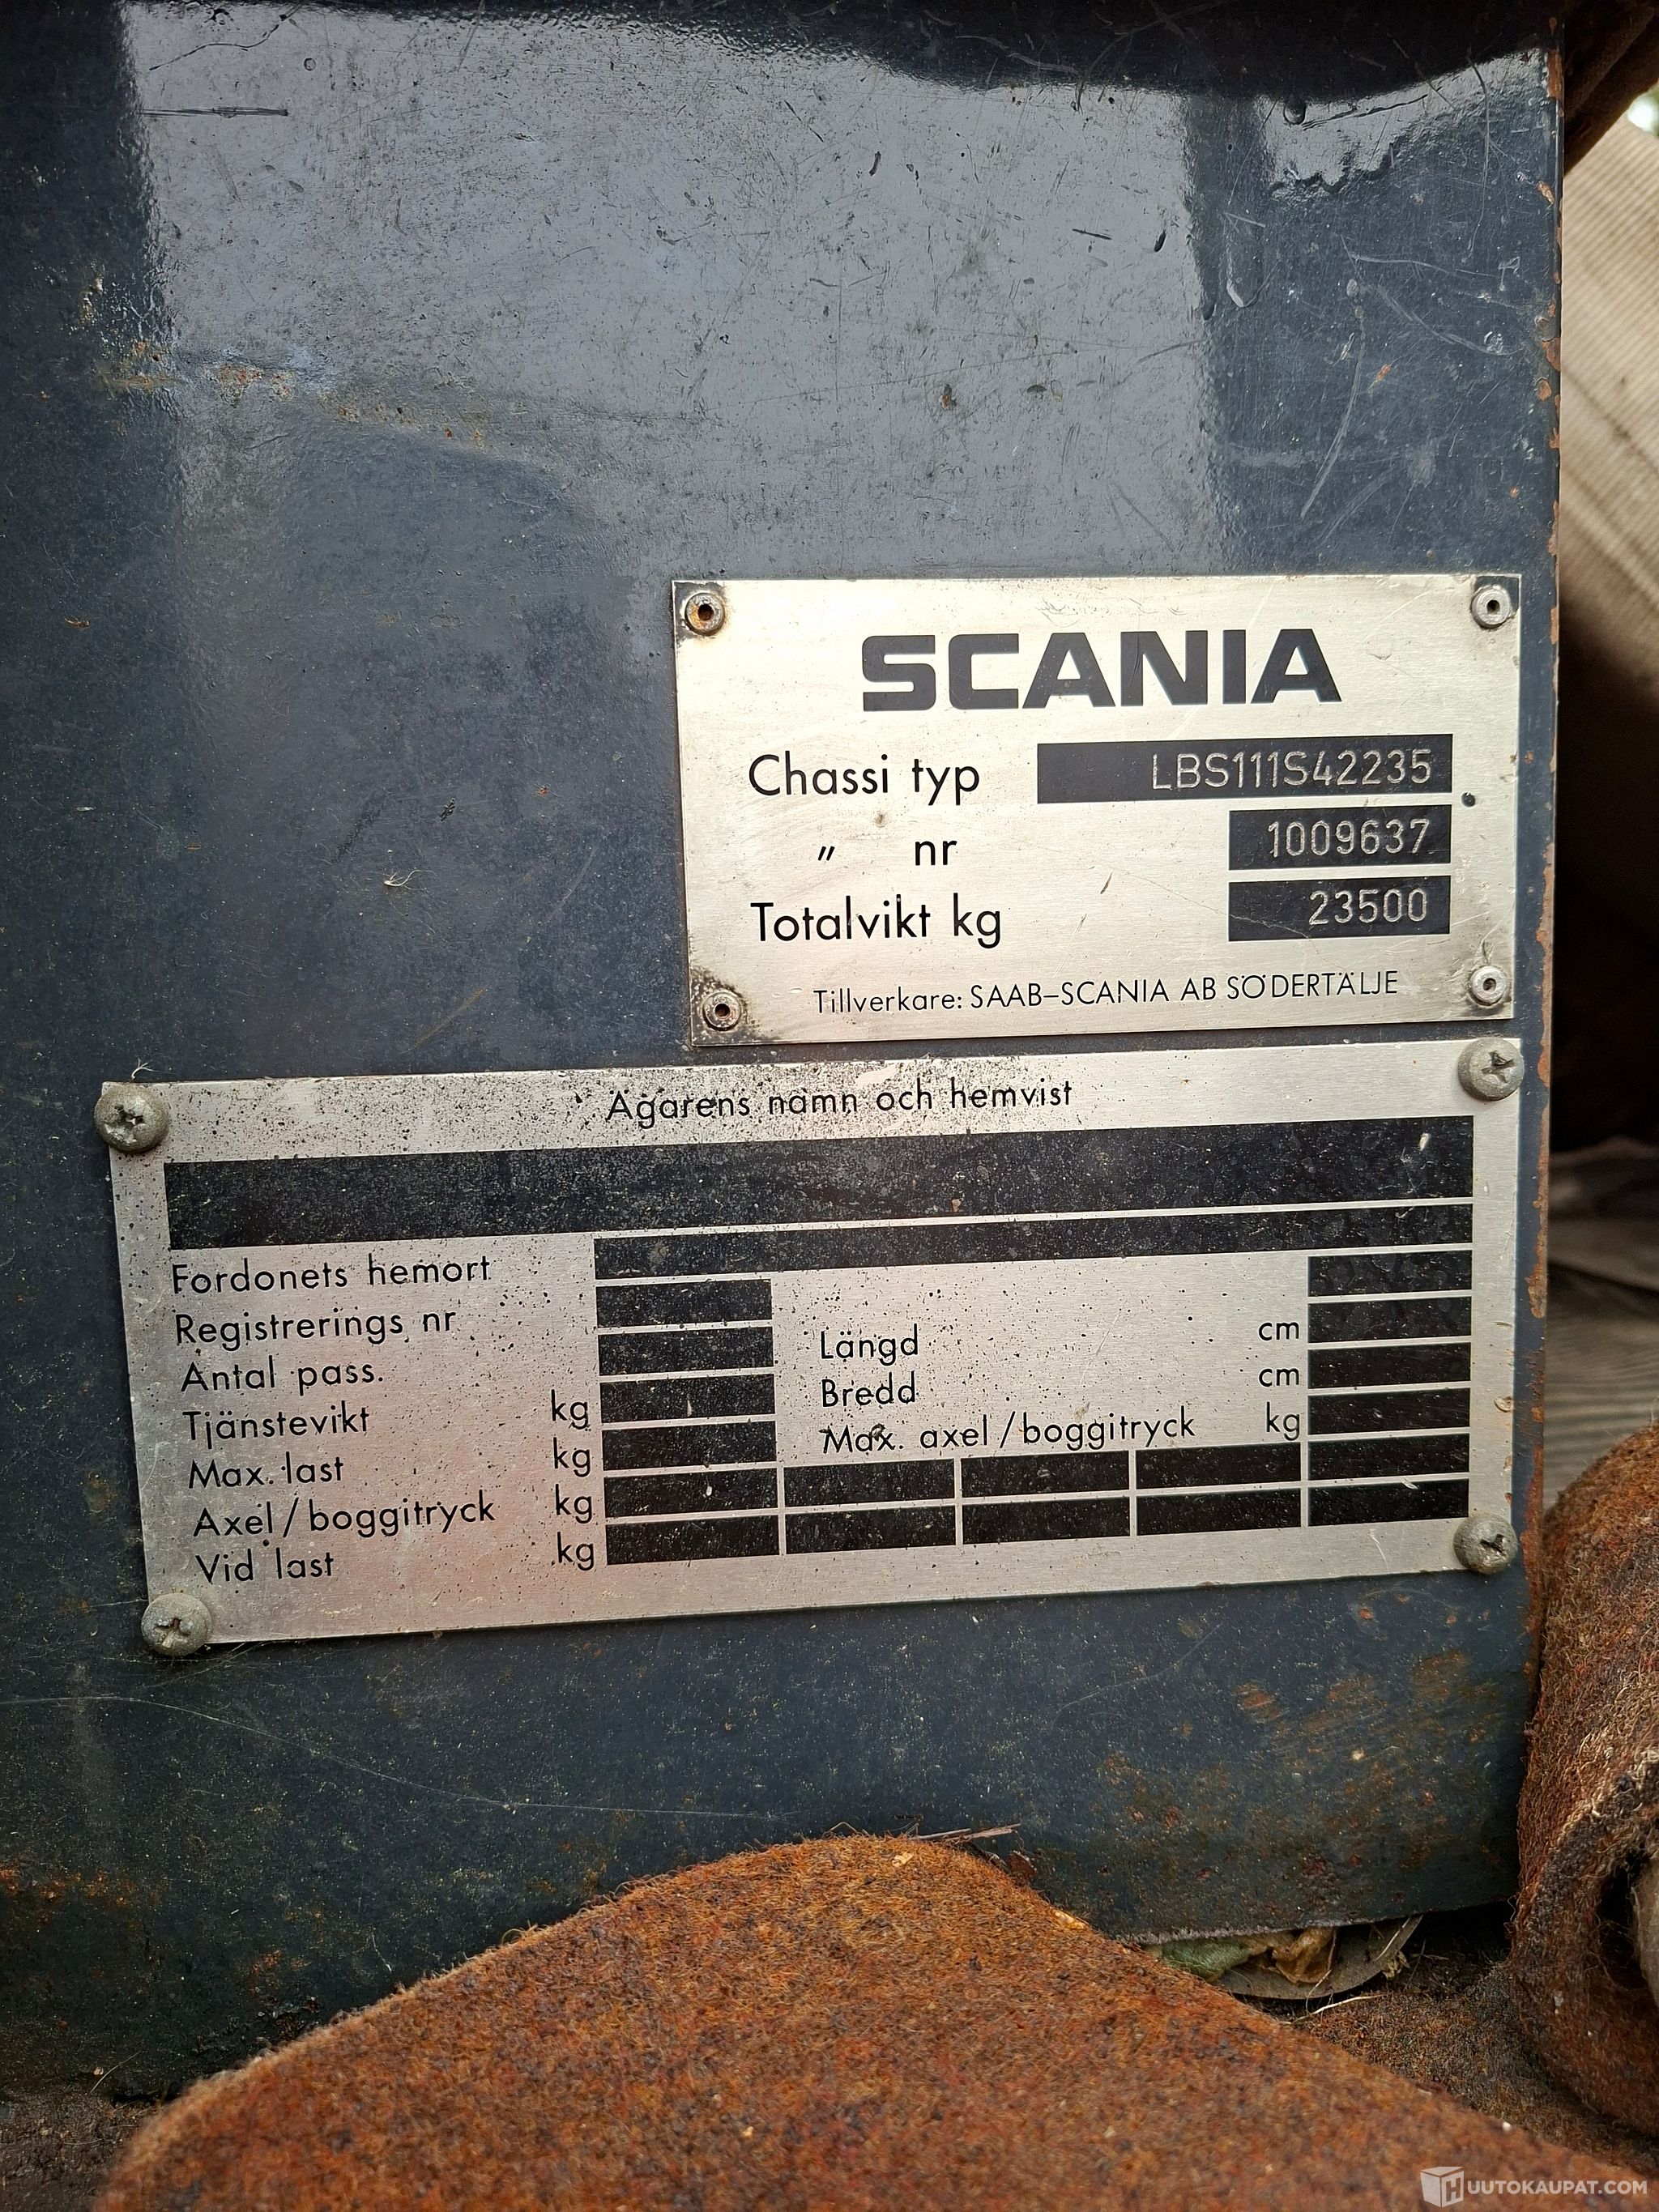 SCANIA
Chassi typ LBS111S42235
" nr 1009637
Totalvikt kg 23500
Tillverkare: SAAB-SCANIA AB SÖDERTÄLJE
Ägarens namn och hemvist
Fordonets hemort
Registrerings nr
Antal pass. Längd cm
Tjänstevikt kg Bredd cm
Max. last kg Max. axel/boggitryck kg
Axel/boggitryck kg
Vid last kg
HUUTOKAUPAT.COM